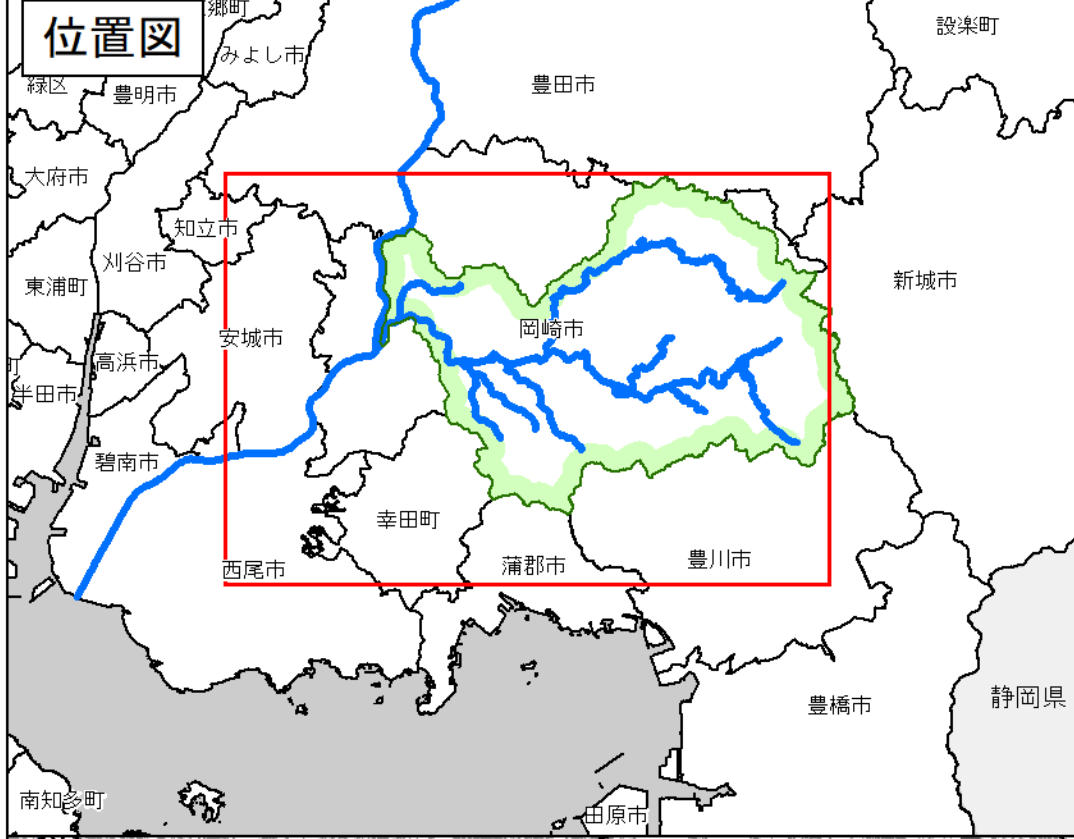 位置図
郷町
みよし市
設楽町
緑区
豊明市
豊田市
大府市
知立市
刈谷市
東浦町
新城市
安城市
岡崎市
高浜市
町
半田市
碧南市
幸田町
西尾市
蒲郡市
豊川市
静岡県
豊橋市
南知多町
田原市